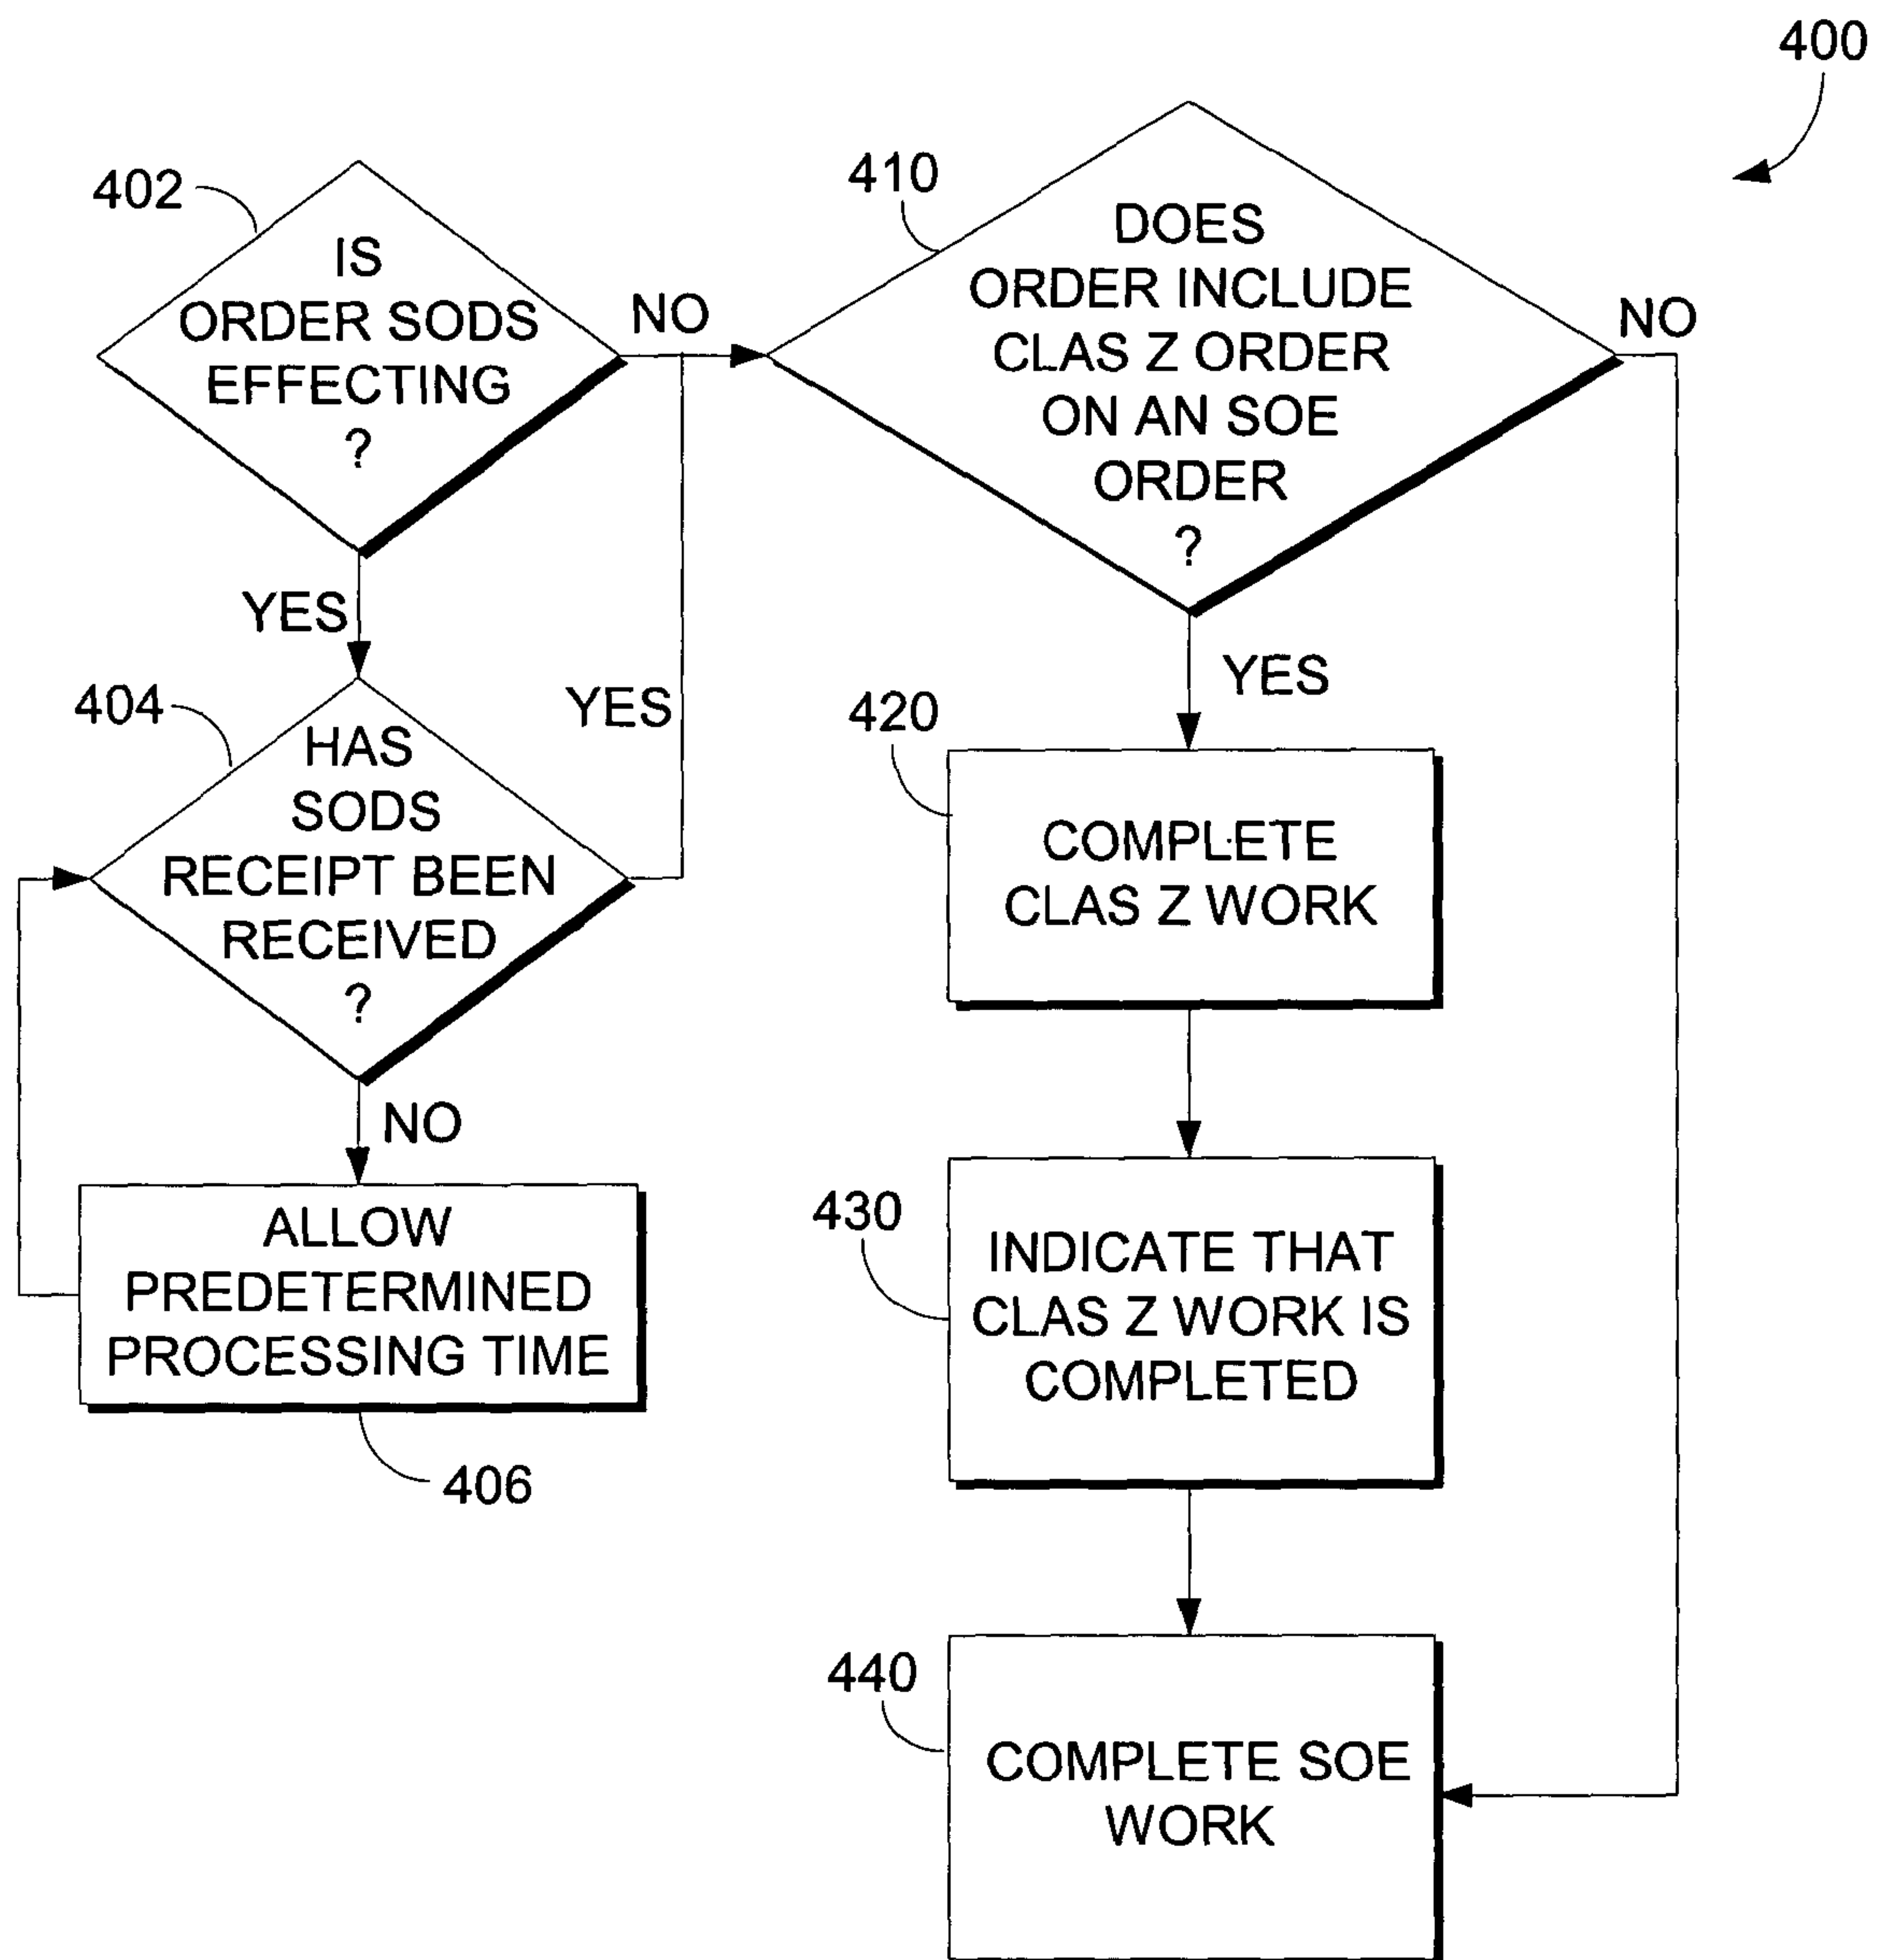 400
402
IS
ORDER SODS
EFFECTING
?
NO
YES
404
HAS
SODS
RECEIPT BEEN
RECEIVED
?
YES
NO
ALLOW
PREDETERMINED
PROCESSING TIME
406
410
DOES
ORDER INCLUDE
CLAS Z ORDER
ON AN SOE
ORDER
?
NO
YES
420
COMPLETE
CLAS Z WORK
430
INDICATE THAT
CLAS Z WORK IS
COMPLETED
440
COMPLETE SOE
WORK